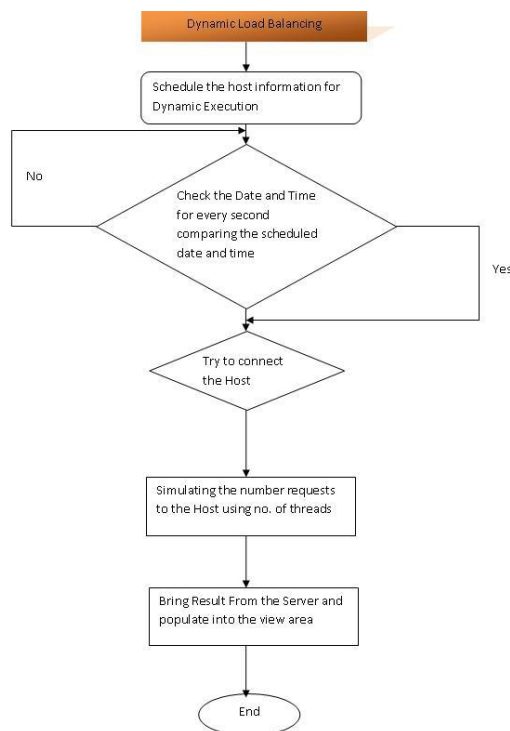 Dynamic Load Balancing
Schedule the host information for
Dynamic Execution
No
Check the Date and Time
for every second
comparing the scheduled
date and time
Yes
Try to connect
the Host
Simulating the number requests
to the Host using no. of threads
Bring Result From the Server and
populate into the view area
End